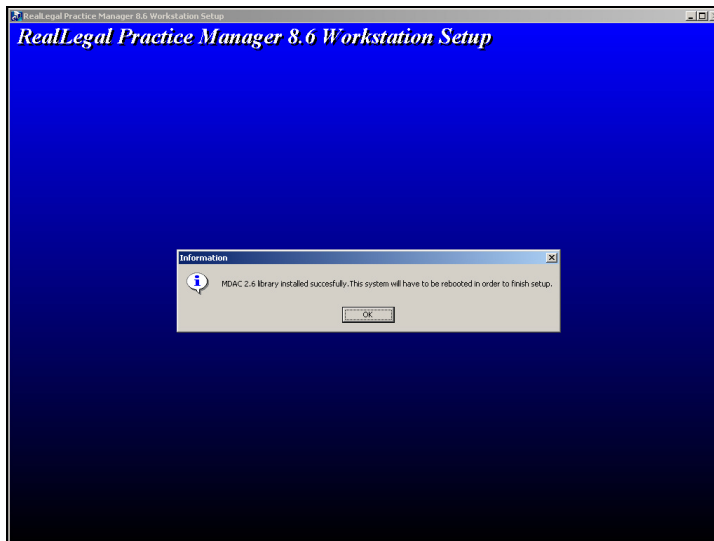 RealLegal Practice Manager 8.6 Workstation Setup
RealLegal Practice Manager 8.6 Workstation Setup
Information
MDAC 2.6 library installed succesfully.This system will have to be rebooted in order to finish setup.
OK